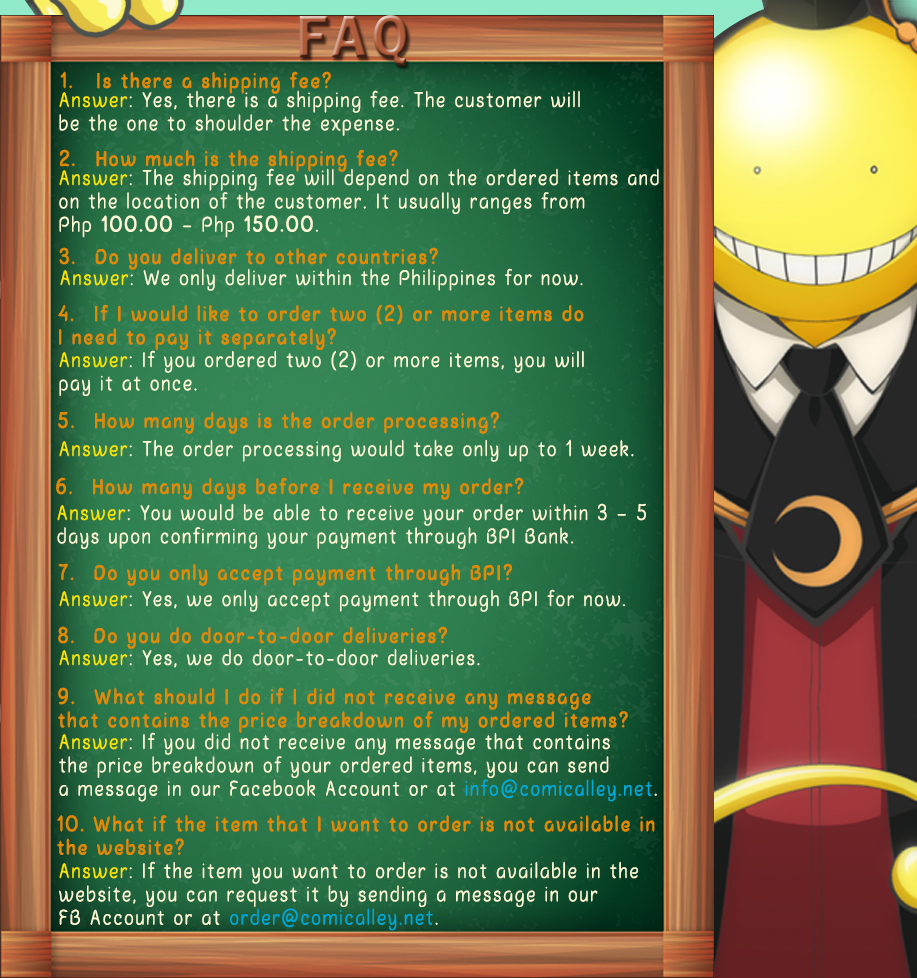 FAQ
1. Is there a shipping fee?
Answer: Yes, there is a shipping fee. The customer will
be the one to shoulder the expense.
2. How much is the shipping fee?
Answer: The shipping fee will depend on the ordered items and
on the location of the customer. It usually ranges from
Php 100.00 - Php 150.00.
3. Do you deliver to other countries?
Answer: We only deliver within the Philippines for now.
4. If I would like to order two (2) or more items do
I need to pay it separately?
Answer: If you ordered two (2) or more items, you will
pay it at once.
5. How many days is the order processing?
Answer: The order processing would take only up to 1 week.
6. How many days before I receive my order?
Answer: You would be able to receive your order within 3 - 5
days upon confirming your payment through BPI Bank.
7. Do you only accept payment through BPI?
Answer: Yes, we only accept payment through BPI for now.
8. Do you do door-to-door deliveries?
Answer: Yes, we do door-to-door deliveries.
9. What should I do if I did not receive any message
that contains the price breakdown of my ordered items?
Answer: If you did not receive any message that contains
the price breakdown of your ordered items, you can send
a message in our Facebook Account or at info@comicalley.net.
10. What if the item that I want to order is not available in
the website?
Answer: If the item you want to order is not available in the
website, you can request it by sending a message in our
FB Account or at order@comicalley.net.